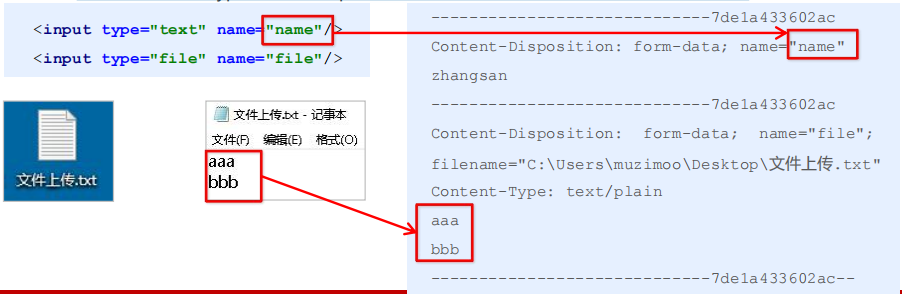 <input type="text" name="name"/>
<input type="file" name="file"/>
文件上传.txt
文件上传.txt - 记事本
文件(F) 编辑(E) 格式(O)
aaa
bbb
-----------------------------7de1a433602ac
Content-Disposition: form-data; name="name"
zhangsan
-----------------------------7de1a433602ac
Content-Disposition: form-data; name="file";
filename="C:\Users\muzimoo\Desktop\文件上传.txt"
Content-Type: text/plain
aaa
bbb
-----------------------------7de1a433602ac--